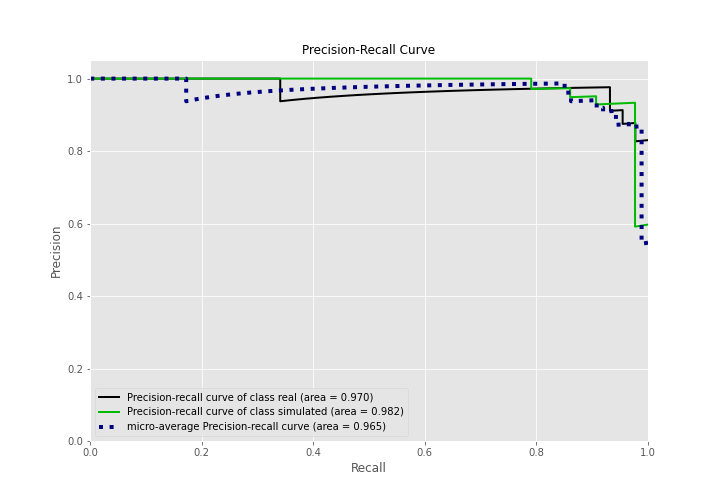 Precision-Recall Curve
1.0
0.8
0.6
0.4
0.2
0.0
Precision
Precision-recall curve of class real (area = 0.970)
Precision-recall curve of class simulated (area = 0.982)
micro-average Precision-recall curve (area = 0.965)
0.0 0.2 0.4 0.6 0.8 1.0
Recall